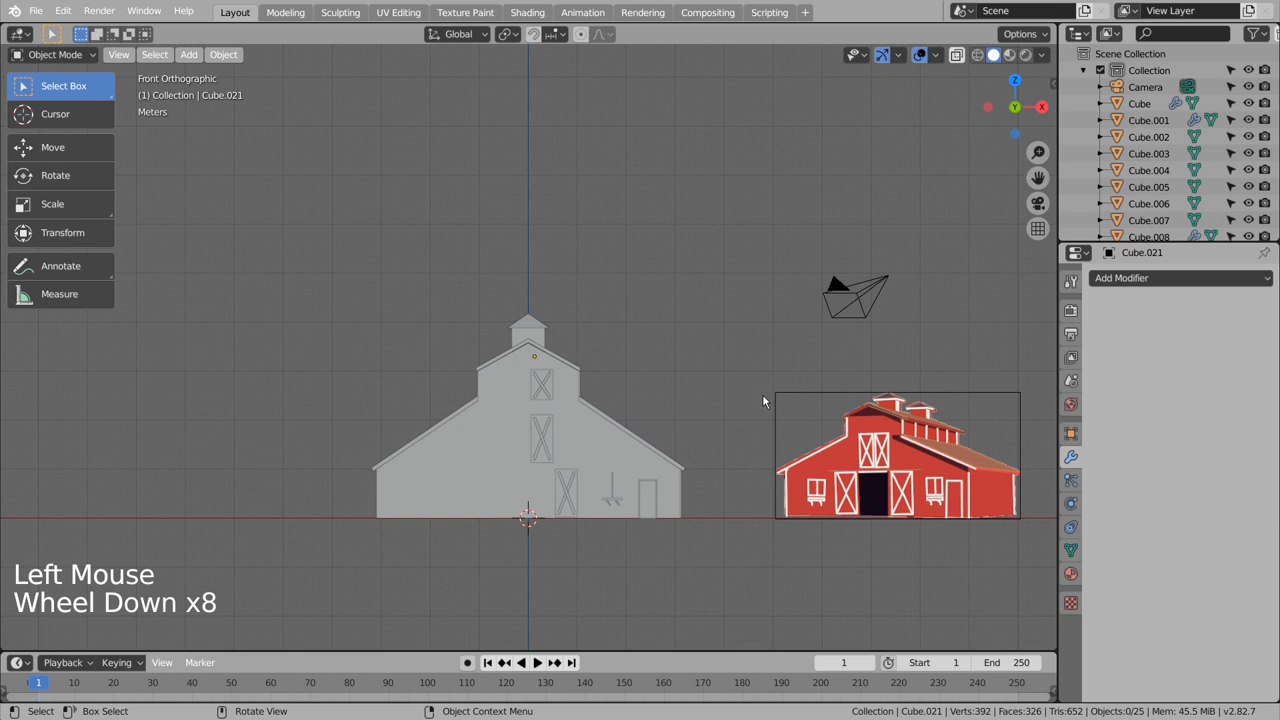 File Edit Render Window Help Layout Modeling Sculpting UV Editing Texture Paint Shading Animation Rendering Compositing Scripting + Scene View Layer
Global Options
Object Mode View Select Add Object
Scene Collection
Collection
Camera
Cube
Cube.001
Cube.002
Cube.003
Cube.004
Cube.005
Cube.006
Cube.007
Cube.008
Select Box
Cursor
Move
Rotate
Scale
Transform
Annotate
Measure
Front Orthographic
(1) Collection | Cube.021
Meters
Z
Y
X
Cube.021
Add Modifier
Left Mouse
Wheel Down x8
Playback Keying View Marker 1 Start 1 End 250
1 10 20 30 40 50 60 70 80 90 100 110 120 130 140 150 160 170 180 190 200 210 220 230 240 250
Select Box Select Rotate View Object Context Menu Collection | Cube.021 | Verts:392 | Faces:326 | Tris:652 | Objects:0/25 | Mem: 45.5 MiB | v2.82.7